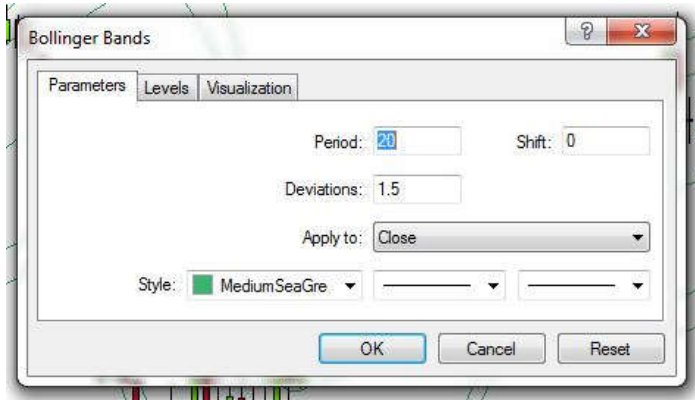 Bollinger Bands
Parameters Levels Visualization
Period: 20 Shift: 0
Deviations: 1.5
Apply to: Close
Style: MediumSeaGre
OK Cancel Reset